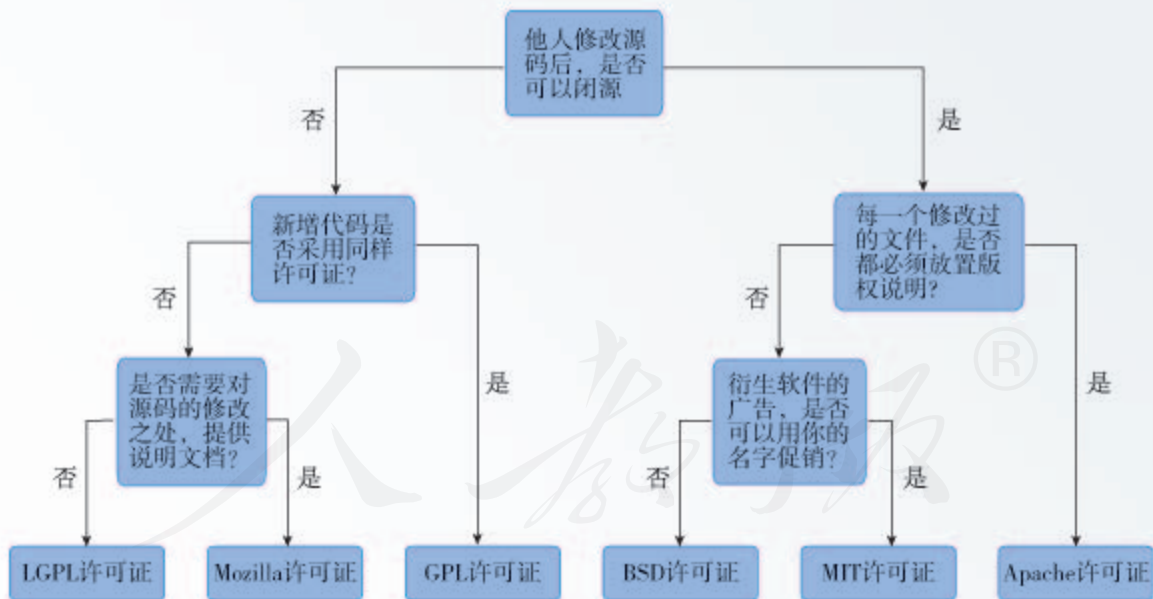 他人修改源
码后，是否
可以闭源
否
是
新增代码是
否采用同样
许可证？
每一个修改过
的文件，是否
都必须放置版
权说明？
否
是
否
是
是否需要对
源码的修改
之处，提供
说明文档？
衍生软件的
广告，是否
可以用你的
名字促销？
否
是
否
是
LGPL许可证
Mozilla许可证
GPL许可证
BSD许可证
MIT许可证
Apache许可证
人教版®